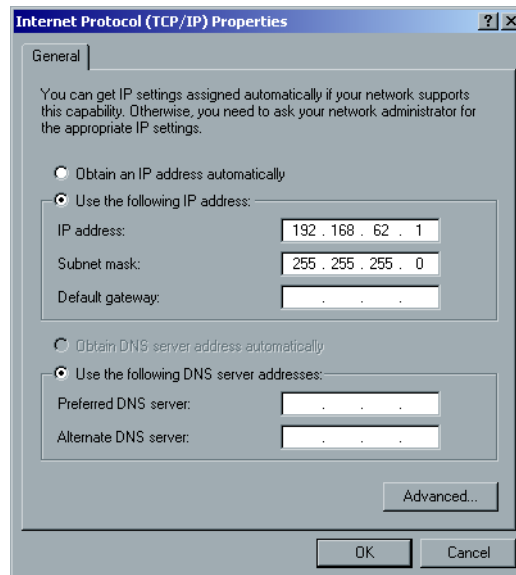 Internet Protocol (TCP/IP) Properties
General
You can get IP settings assigned automatically if your network supports
this capability. Otherwise, you need to ask your network administrator for
the appropriate IP settings.
Obtain an IP address automatically
Use the following IP address:
IP address: 192 . 168 . 62 . 1
Subnet mask: 255 . 255 . 255 . 0
Default gateway: . . .
Obtain DNS server address automatically
Use the following DNS server addresses:
Preferred DNS server: . . .
Alternate DNS server: . . .
Advanced...
OK Cancel